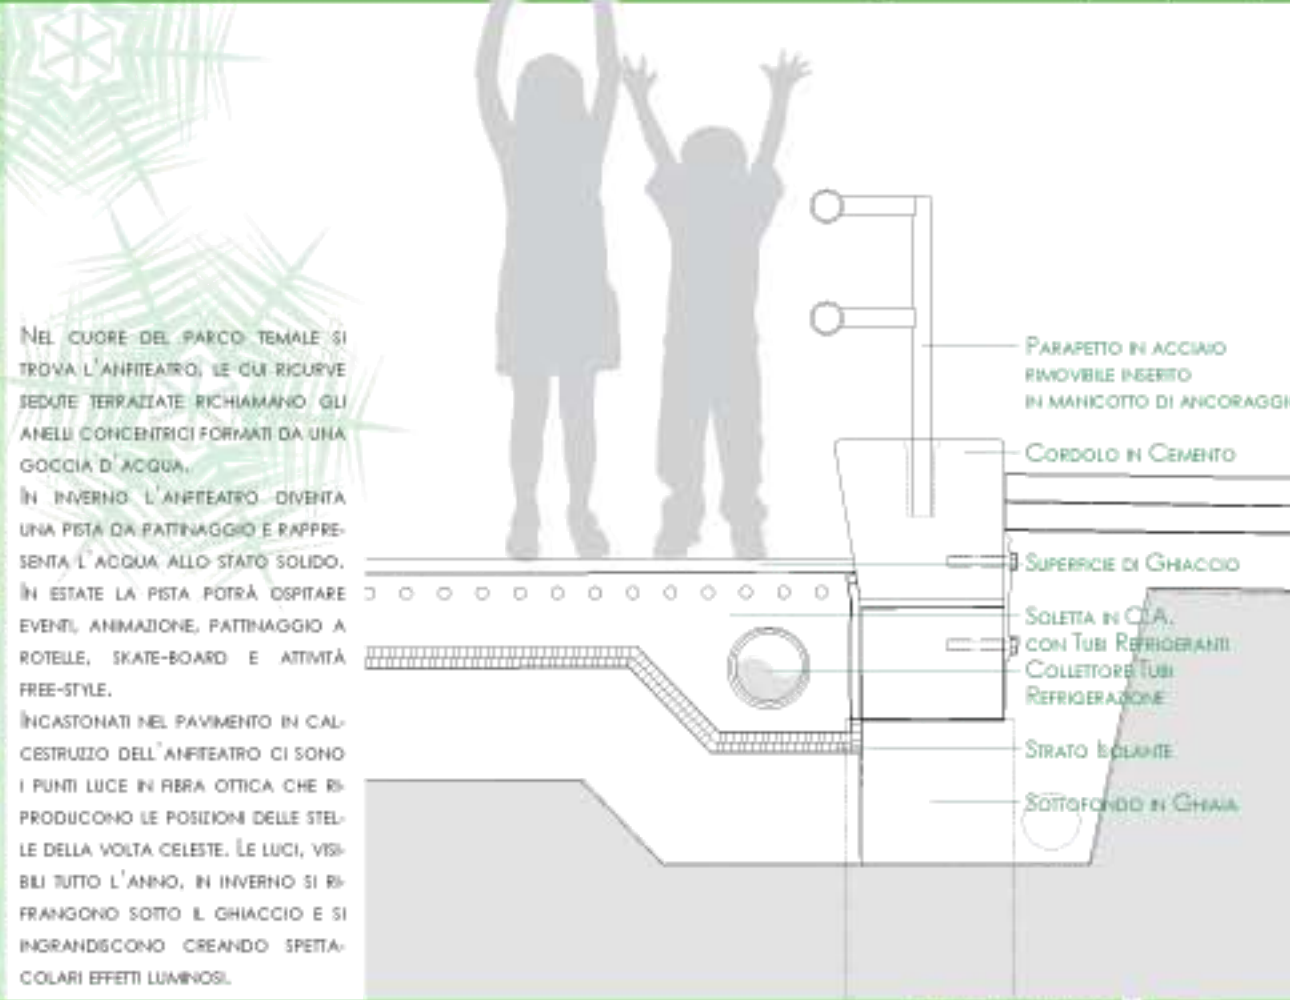 NEL CUORE DEL PARCO TEMALE SI
TROVA L'ANFITEATRO, LE CUI RICURVE
SEDUTE TERRAZZATE RICHIAMANO GLI
ANELLI CONCENTRICI FORMATI DA UNA
GOCCIA D'ACQUA.
IN INVERNO L'ANFITEATRO DIVENTA
UNA PISTA DA PATTINAGGIO E RAPPRE-
SENTA L'ACQUA ALLO STATO SOLIDO.
IN ESTATE LA PISTA POTRÀ OSPITARE
EVENTI, ANIMAZIONE, PATTINAGGIO A
ROTELLE, SKATE-BOARD E ATTIVITÀ
FREE-STYLE.
INCASTONATI NEL PAVIMENTO IN CAL-
CESTRUZZO DELL'ANFITEATRO CI SONO
I PUNTI LUCE IN FIBRA OTTICA CHE RI-
PRODUCONO LE POSIZIONI DELLE STEL-
LE DELLA VOLTA CELESTE. LE LUCI, VISI-
BILI TUTTO L'ANNO, IN INVERNO SI RI-
FRANGONO SOTTO IL GHIACCIO E SI
INGRANDISCONO CREANDO SPETTA-
COLARI EFFETTI LUMINOSI.
PARAPETTO IN ACCIAIO
RIMOVIBILE INSERITO
IN MANICOTTO DI ANCORAGGI
CORDOLO IN CEMENTO
SUPERFICIE DI GHIACCIO
SOLETTA IN C.A.
CON TUBI REFRIGERANTI
COLLETTORE TUBI
REFRIGERAZIONE
STRATO ISOLANTE
SOTTOFONDO IN GHIAIA